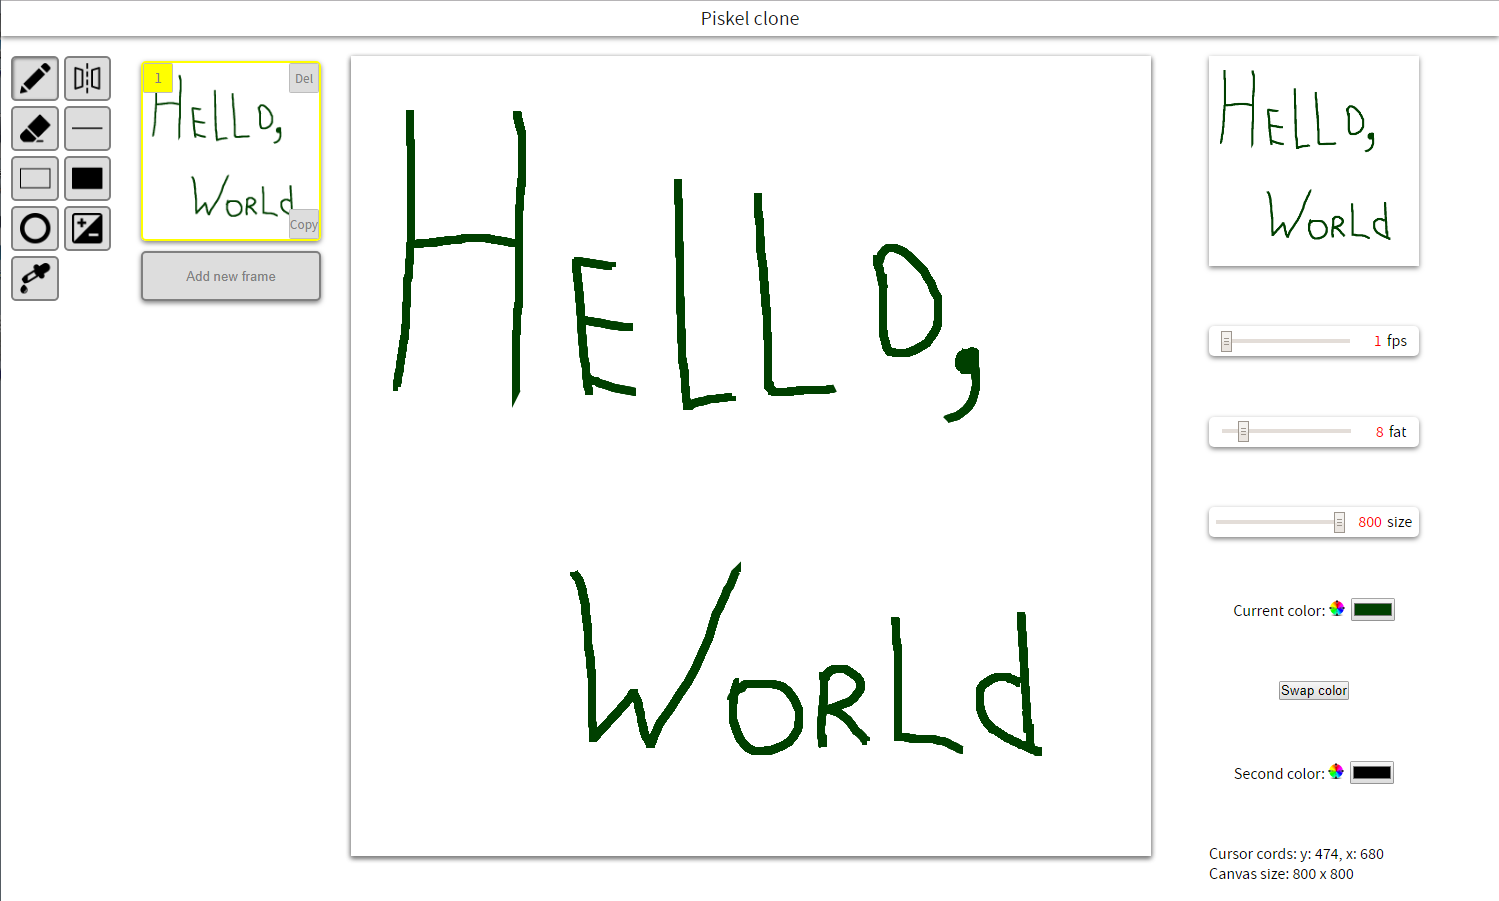 Piskel clone
1
Del
HELLO,
WORLd
Copy
Add new frame
HELLO,
WORLd
HELLO,
WORLd
1 fps
8 fat
800 size
Current color:
Swap color
Second color:
Cursor cords: y: 474, x: 680
Canvas size: 800 x 800